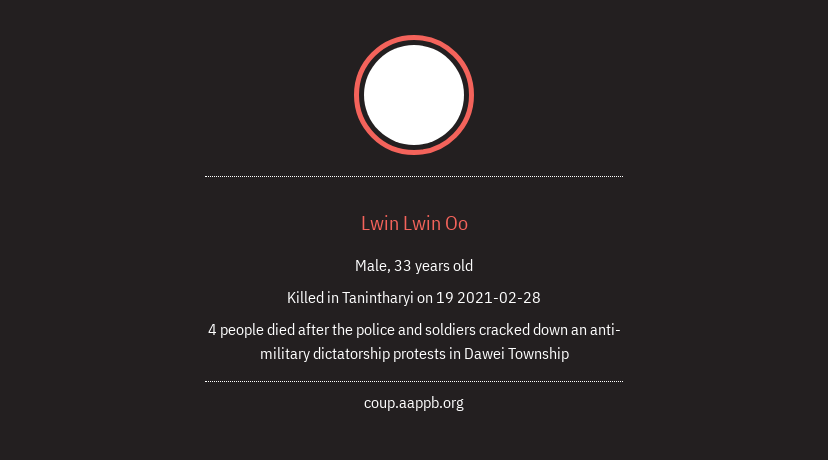 Lwin Lwin Oo
Male, 33 years old
Killed in Tanintharyi on 19 2021-02-28
4 people died after the police and soldiers cracked down an anti-
military dictatorship protests in Dawei Township
coup.aappb.org